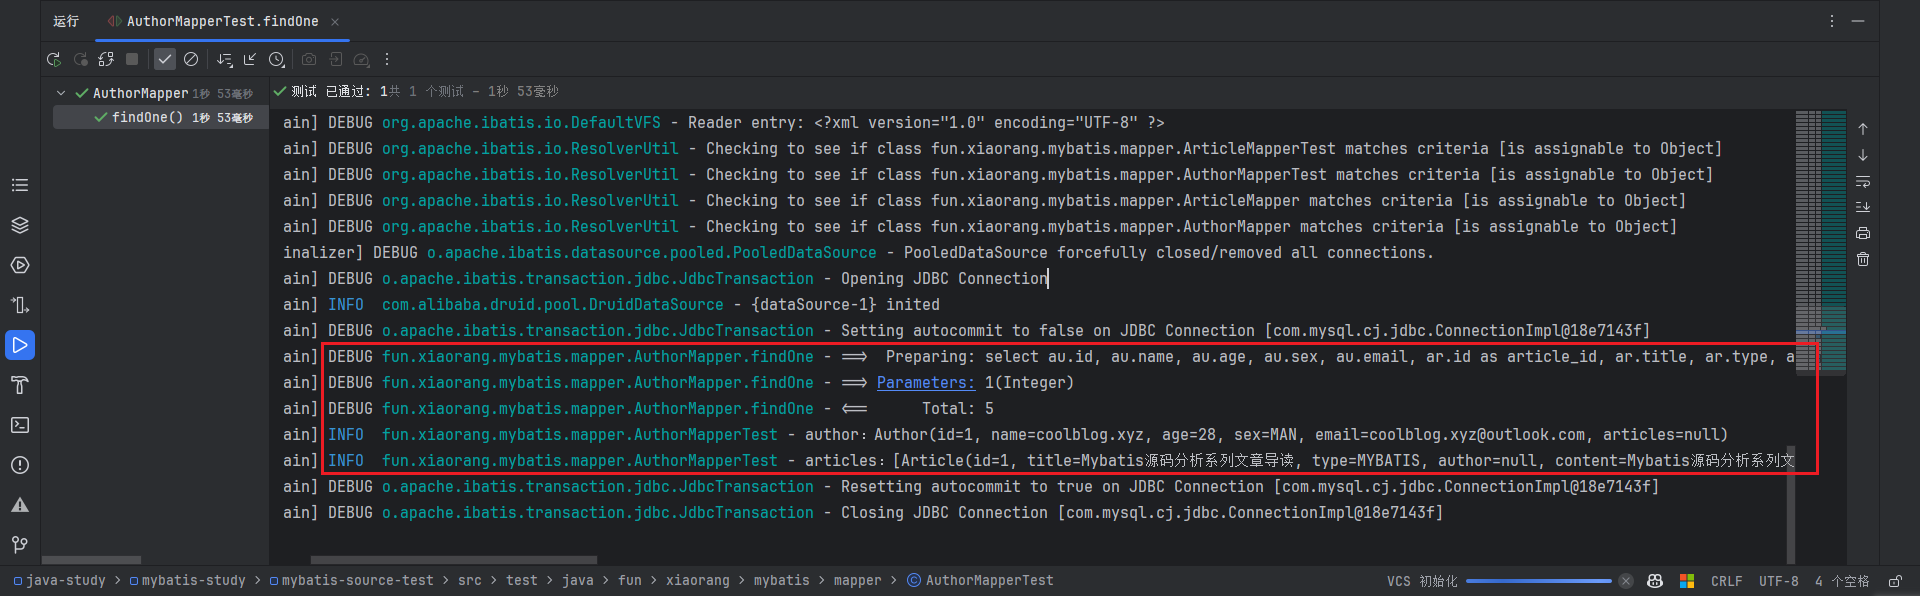 运行 AuthorMapperTest.findOne
AuthorMapper 1秒 53毫秒
findOne() 1秒 53毫秒
测试 已通过: 1共 1 个测试 – 1秒 53毫秒
ain] DEBUG org.apache.ibatis.io.DefaultVFS - Reader entry: <?xml version="1.0" encoding="UTF-8" ?>
ain] DEBUG org.apache.ibatis.io.ResolverUtil - Checking to see if class fun.xiaorang.mybatis.mapper.ArticleMapperTest matches criteria [is assignable to Object]
ain] DEBUG org.apache.ibatis.io.ResolverUtil - Checking to see if class fun.xiaorang.mybatis.mapper.AuthorMapperTest matches criteria [is assignable to Object]
ain] DEBUG org.apache.ibatis.io.ResolverUtil - Checking to see if class fun.xiaorang.mybatis.mapper.ArticleMapper matches criteria [is assignable to Object]
ain] DEBUG org.apache.ibatis.io.ResolverUtil - Checking to see if class fun.xiaorang.mybatis.mapper.AuthorMapper matches criteria [is assignable to Object]
inalizer] DEBUG o.apache.ibatis.datasource.pooled.PooledDataSource - PooledDataSource forcefully closed/removed all connections.
ain] DEBUG o.apache.ibatis.transaction.jdbc.JdbcTransaction - Opening JDBC Connection
ain] INFO  com.alibaba.druid.pool.DruidDataSource - {dataSource-1} inited
ain] DEBUG o.apache.ibatis.transaction.jdbc.JdbcTransaction - Setting autocommit to false on JDBC Connection [com.mysql.cj.jdbc.ConnectionImpl@18e7143f]
ain] DEBUG fun.xiaorang.mybatis.mapper.AuthorMapper.findOne - ==>  Preparing: select au.id, au.name, au.age, au.sex, au.email, ar.id as article_id, ar.title, ar.type, a
ain] DEBUG fun.xiaorang.mybatis.mapper.AuthorMapper.findOne - ==> Parameters: 1(Integer)
ain] DEBUG fun.xiaorang.mybatis.mapper.AuthorMapper.findOne - <==      Total: 5
ain] INFO  fun.xiaorang.mybatis.mapper.AuthorMapperTest - author：Author(id=1, name=coolblog.xyz, age=28, sex=MAN, email=coolblog.xyz@outlook.com, articles=null)
ain] INFO  fun.xiaorang.mybatis.mapper.AuthorMapperTest - articles：[Article(id=1, title=Mybatis源码分析系列文章导读, type=MYBATIS, author=null, content=Mybatis源码分析系列文
ain] DEBUG o.apache.ibatis.transaction.jdbc.JdbcTransaction - Resetting autocommit to true on JDBC Connection [com.mysql.cj.jdbc.ConnectionImpl@18e7143f]
ain] DEBUG o.apache.ibatis.transaction.jdbc.JdbcTransaction - Closing JDBC Connection [com.mysql.cj.jdbc.ConnectionImpl@18e7143f]
java-study > mybatis-study > mybatis-source-test > src > test > java > fun > xiaorang > mybatis > mapper > AuthorMapperTest VCS 初始化 CRLF UTF-8 4 个空格